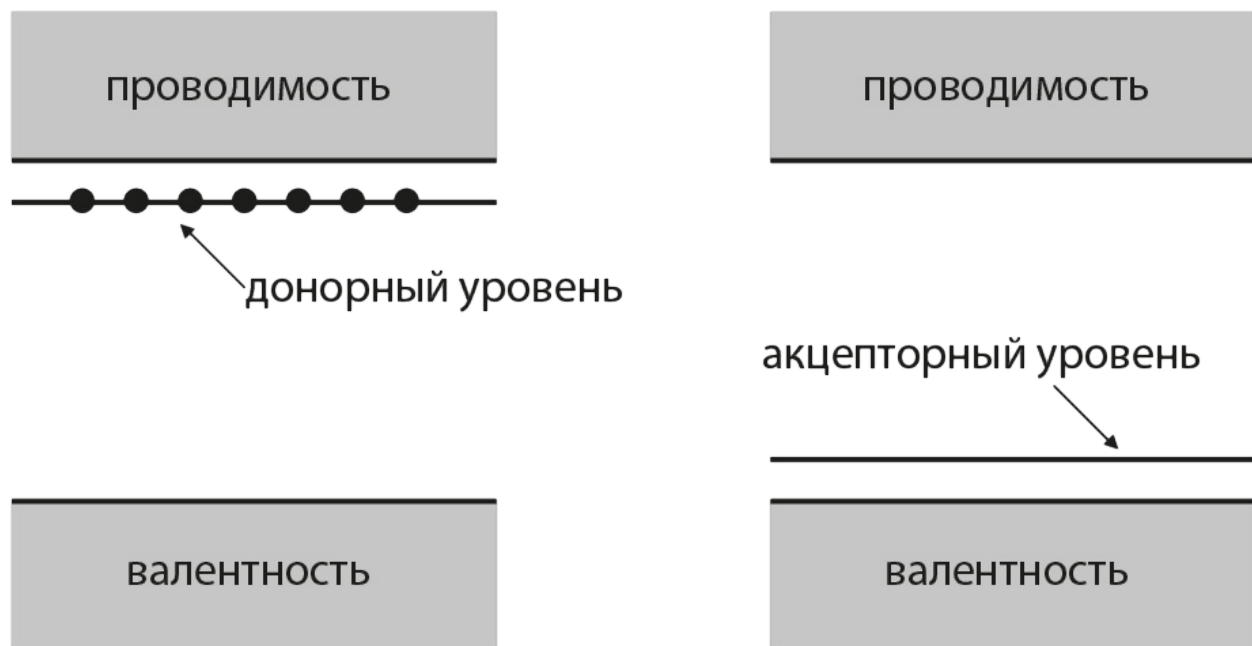 проводимость
проводимость
донорный уровень
акцепторный уровень
валентность
валентность